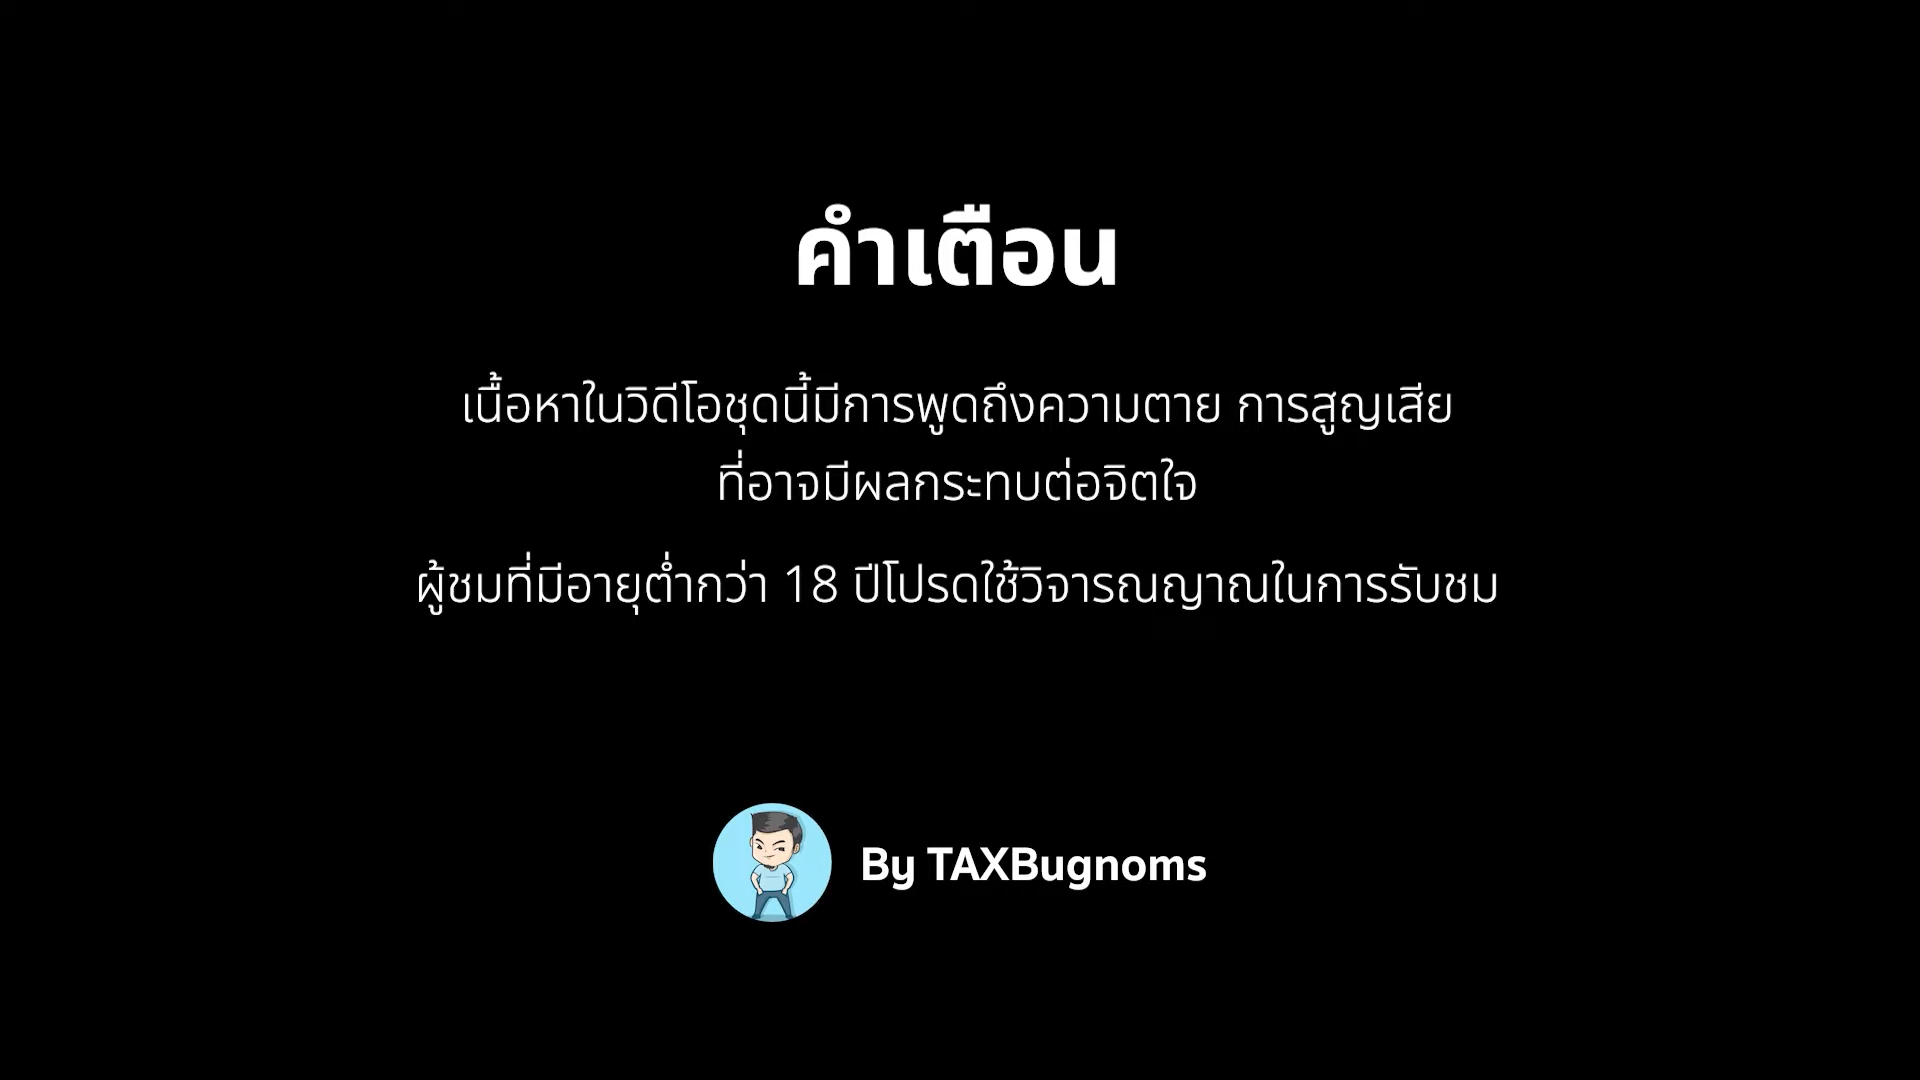 คำเตือน
เนื้อหาในวิดีโอชุดนี้มีการพูดถึงความตาย การสูญเสีย
ที่อาจมีผลกระทบต่อจิตใจ
ผู้ชมที่มีอายุต่ำกว่า 18 ปีโปรดใช้วิจารณญาณในการรับชม
By TAXBugnoms